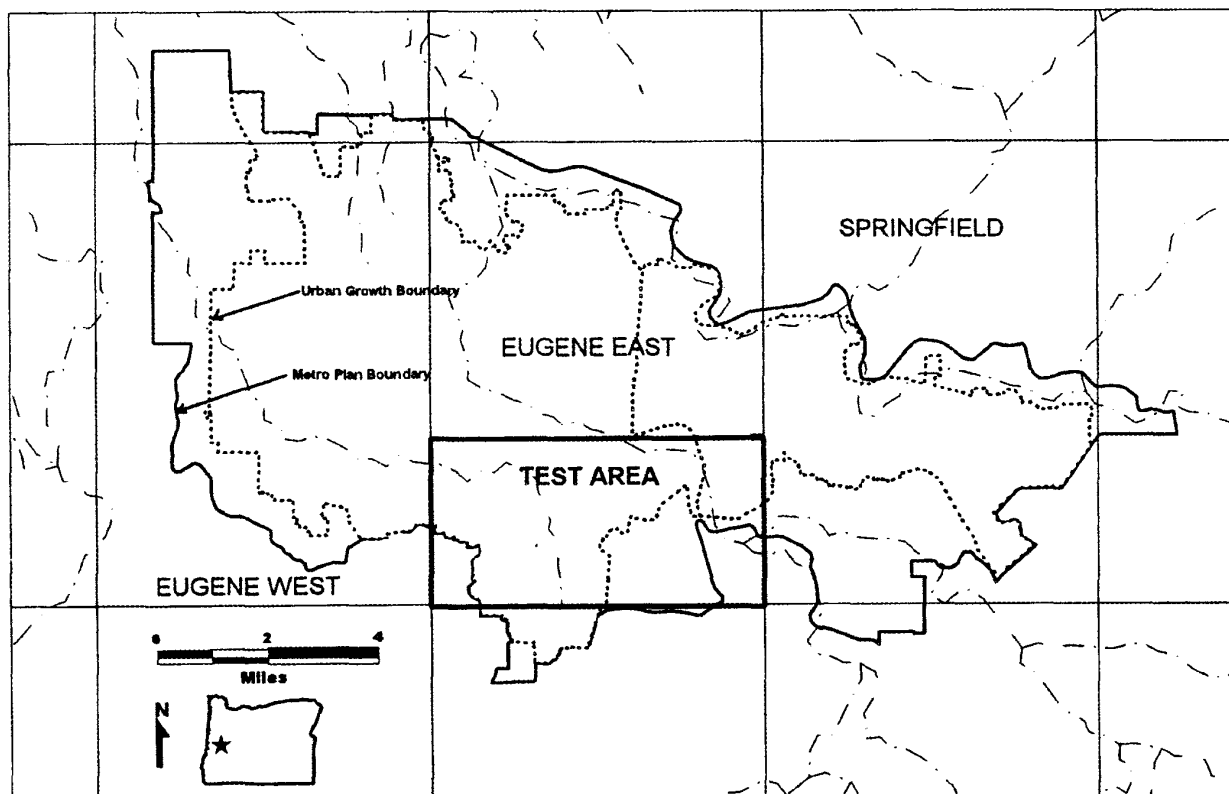 SPRINGFIELD
Urban Growth Boundary
EUGENE EAST
Metro Plan Boundary
TEST AREA
EUGENE WEST
0 2 4
Miles
N